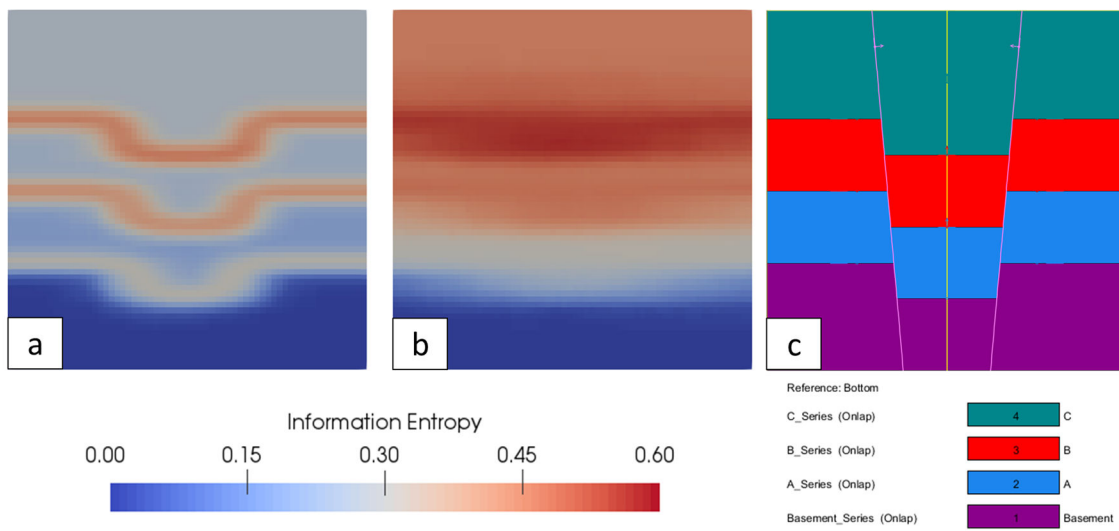 a
b
c
Information Entropy
0.00 0.15 0.30 0.45 0.60
Reference: Bottom
C_Series (Onlap) 4 C
B_Series (Onlap) 3 B
A_Series (Onlap) 2 A
Basement_Series (Onlap) 1 Basement